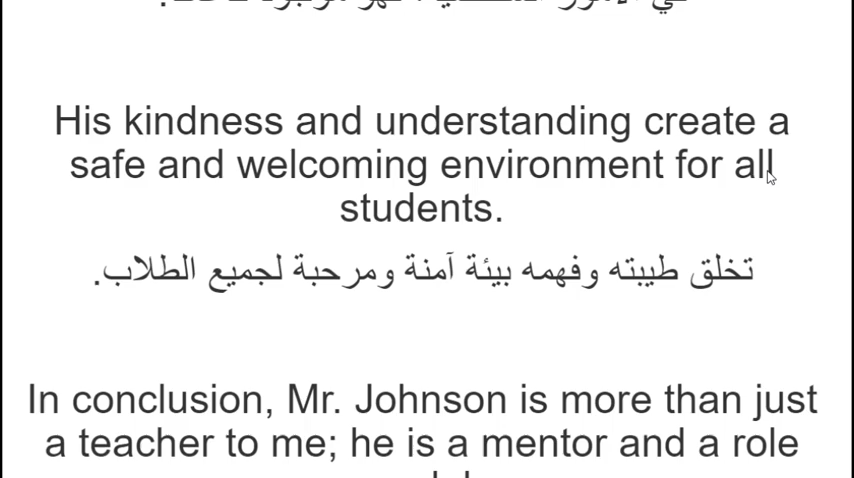 His kindness and understanding create a
safe and welcoming environment for all
students.
تخلق طيبته وفهمه بيئة آمنة ومرحبة لجميع الطلاب.
In conclusion, Mr. Johnson is more than just
a teacher to me; he is a mentor and a role